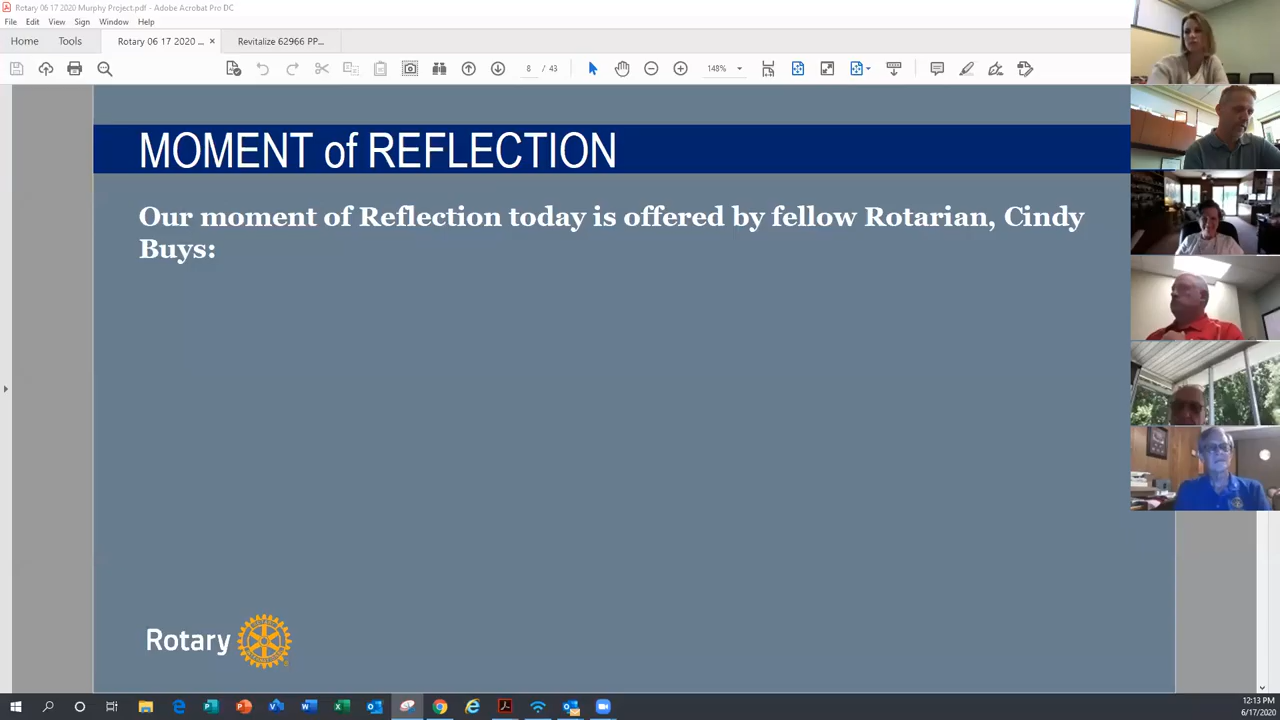 Rotary 06 17 2020 Murphy Project.pdf - Adobe Acrobat Pro DC
File Edit View Sign Window Help
Home Tools Rotary 06 17 2020 ... × Revitalize 62966 PP...
8 / 43 148%
MOMENT of REFLECTION
Our moment of Reflection today is offered by fellow Rotarian, Cindy
Buys:
Rotary
12:13 PM
6/17/2020